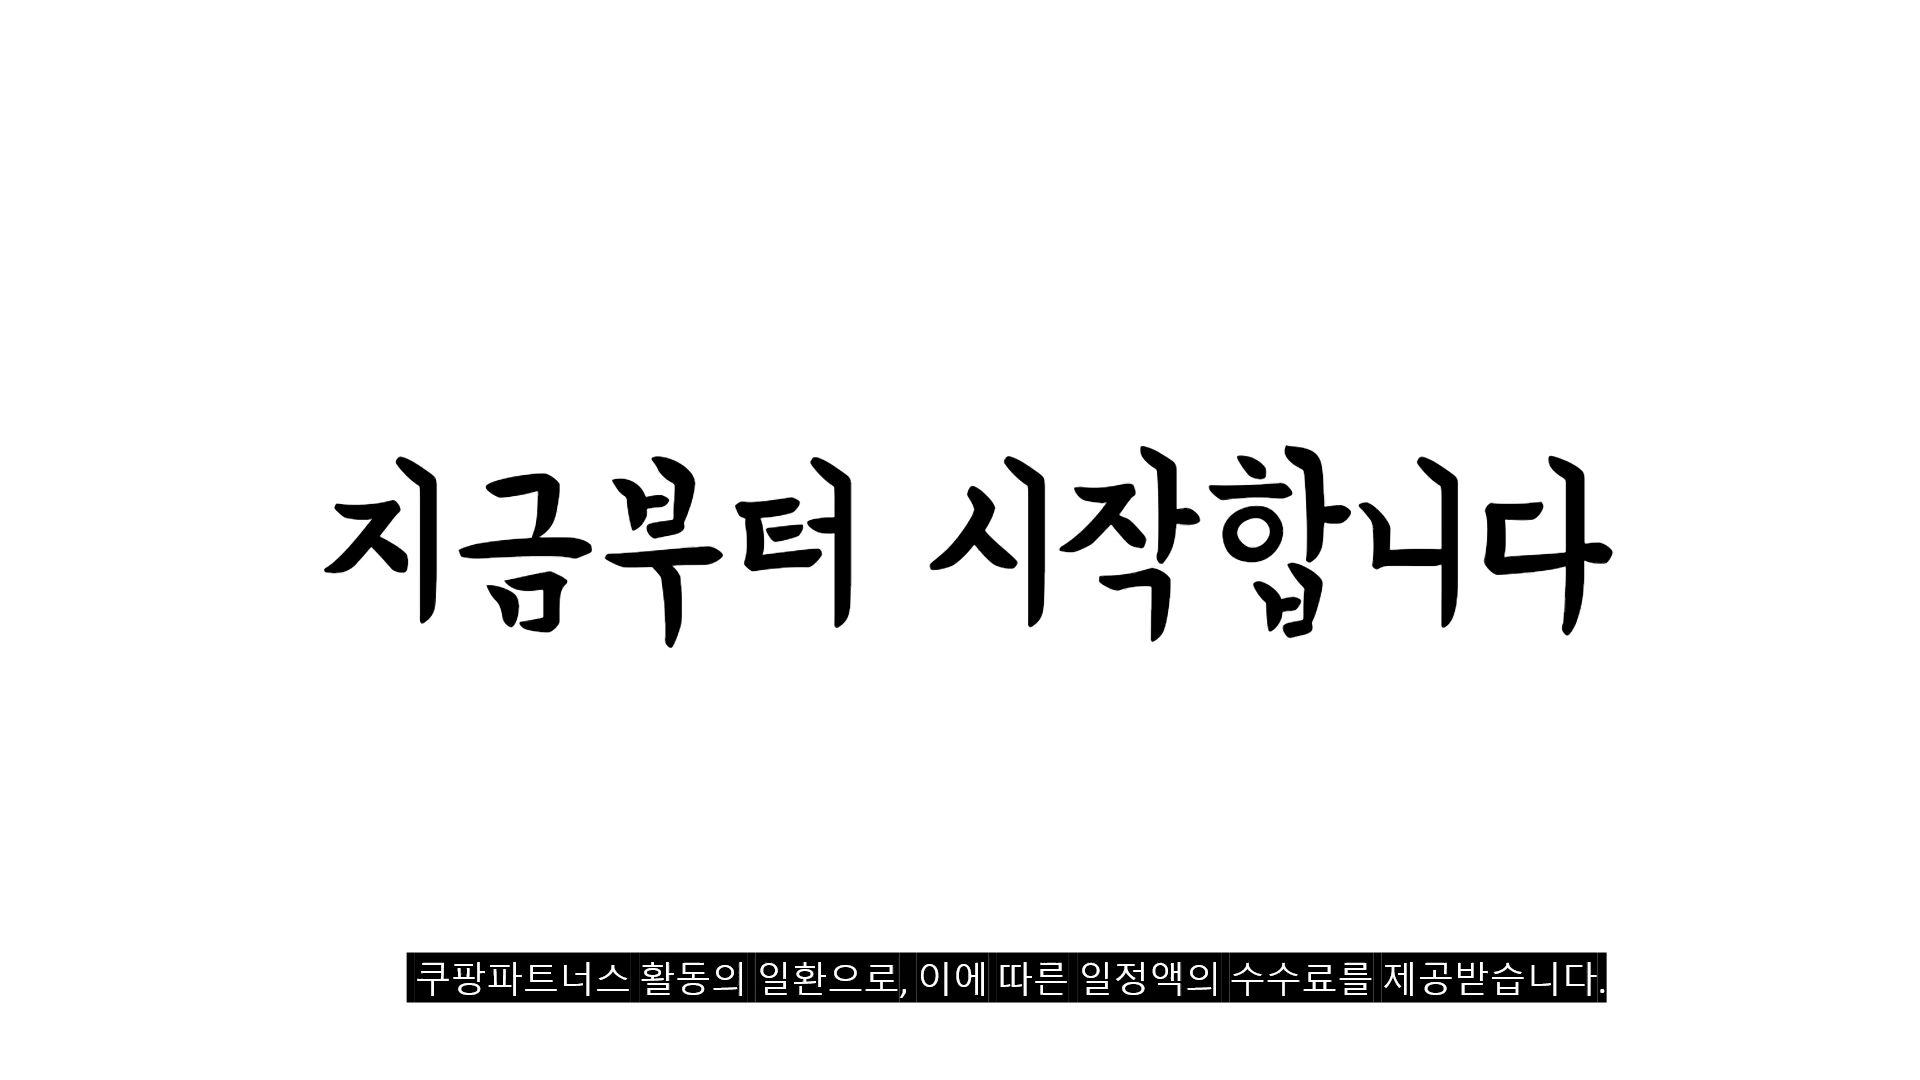 지금부터 시작합니다
쿠팡파트너스 활동의 일환으로, 이에 따른 일정액의 수수료를 제공받습니다.